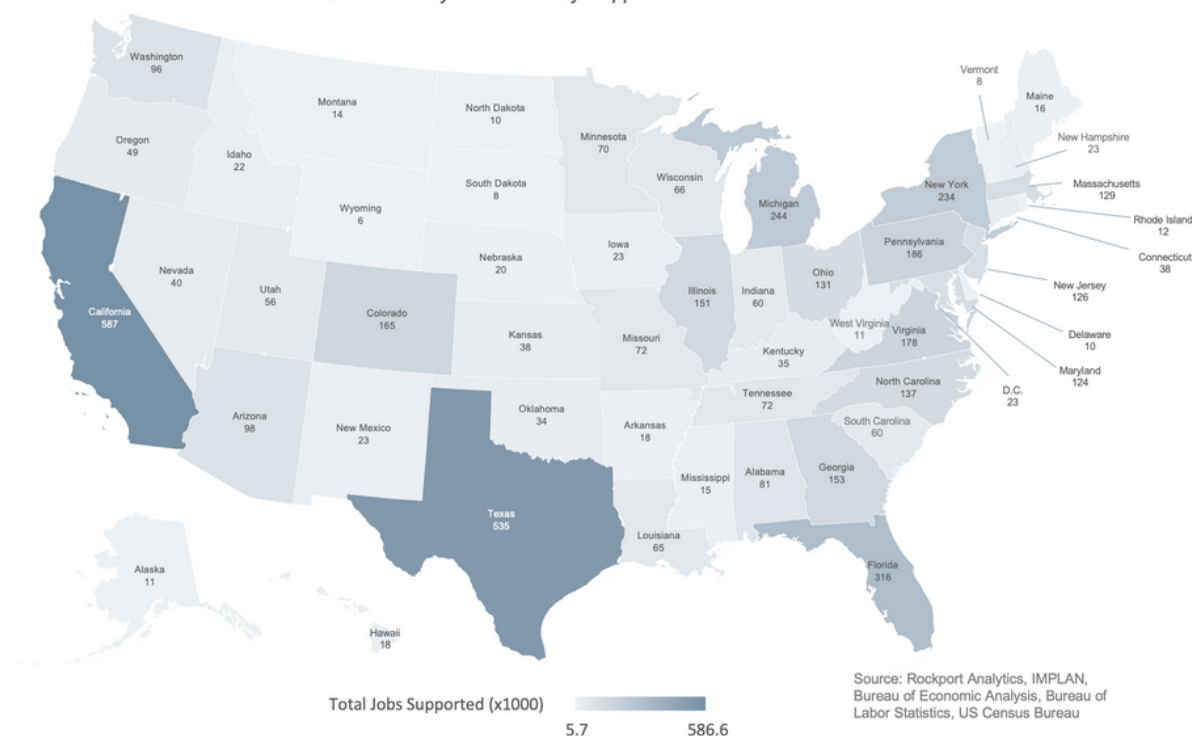 Washington
96
Oregon
49
Idaho
22
Montana
14
North Dakota
10
Minnesota
70
Wisconsin
66
Michigan
244
Vermont
8
Maine
16
New Hampshire
23
Massachusetts
129
Rhode Island
12
Connecticut
38
New York
234
Pennsylvania
186
New Jersey
126
Delaware
10
Maryland
124
D.C.
23
South Dakota
8
Wyoming
6
Nebraska
20
Iowa
23
Illinois
151
Indiana
60
Ohio
131
West Virginia
11
Virginia
178
California
587
Nevada
40
Utah
56
Colorado
165
Kansas
38
Missouri
72
Kentucky
35
North Carolina
137
Tennessee
72
South Carolina
60
Arizona
98
New Mexico
23
Oklahoma
34
Arkansas
18
Mississippi
15
Alabama
81
Georgia
153
Texas
535
Louisiana
65
Florida
316
Alaska
11
Hawaii
18
Total Jobs Supported (x1000)
5.7
586.6
Source: Rockport Analytics, IMPLAN,
Bureau of Economic Analysis, Bureau of
Labor Statistics, US Census Bureau